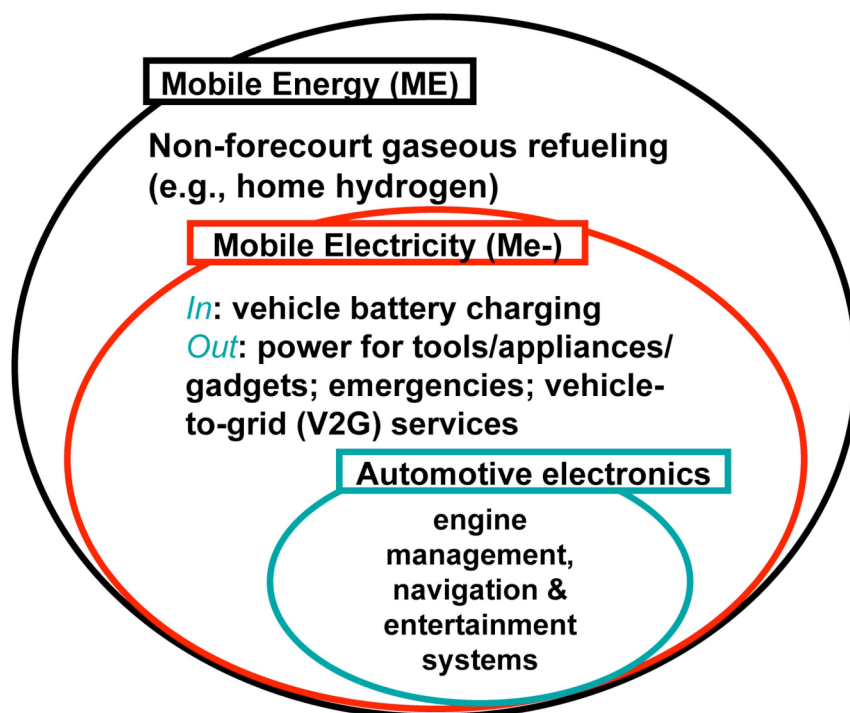 Mobile Energy (ME)
Non-forecourt gaseous refueling
(e.g., home hydrogen)
Mobile Electricity (Me-)
In: vehicle battery charging
Out: power for tools/appliances/
gadgets; emergencies; vehicle-
to-grid (V2G) services
Automotive electronics
engine
management,
navigation &
entertainment
systems